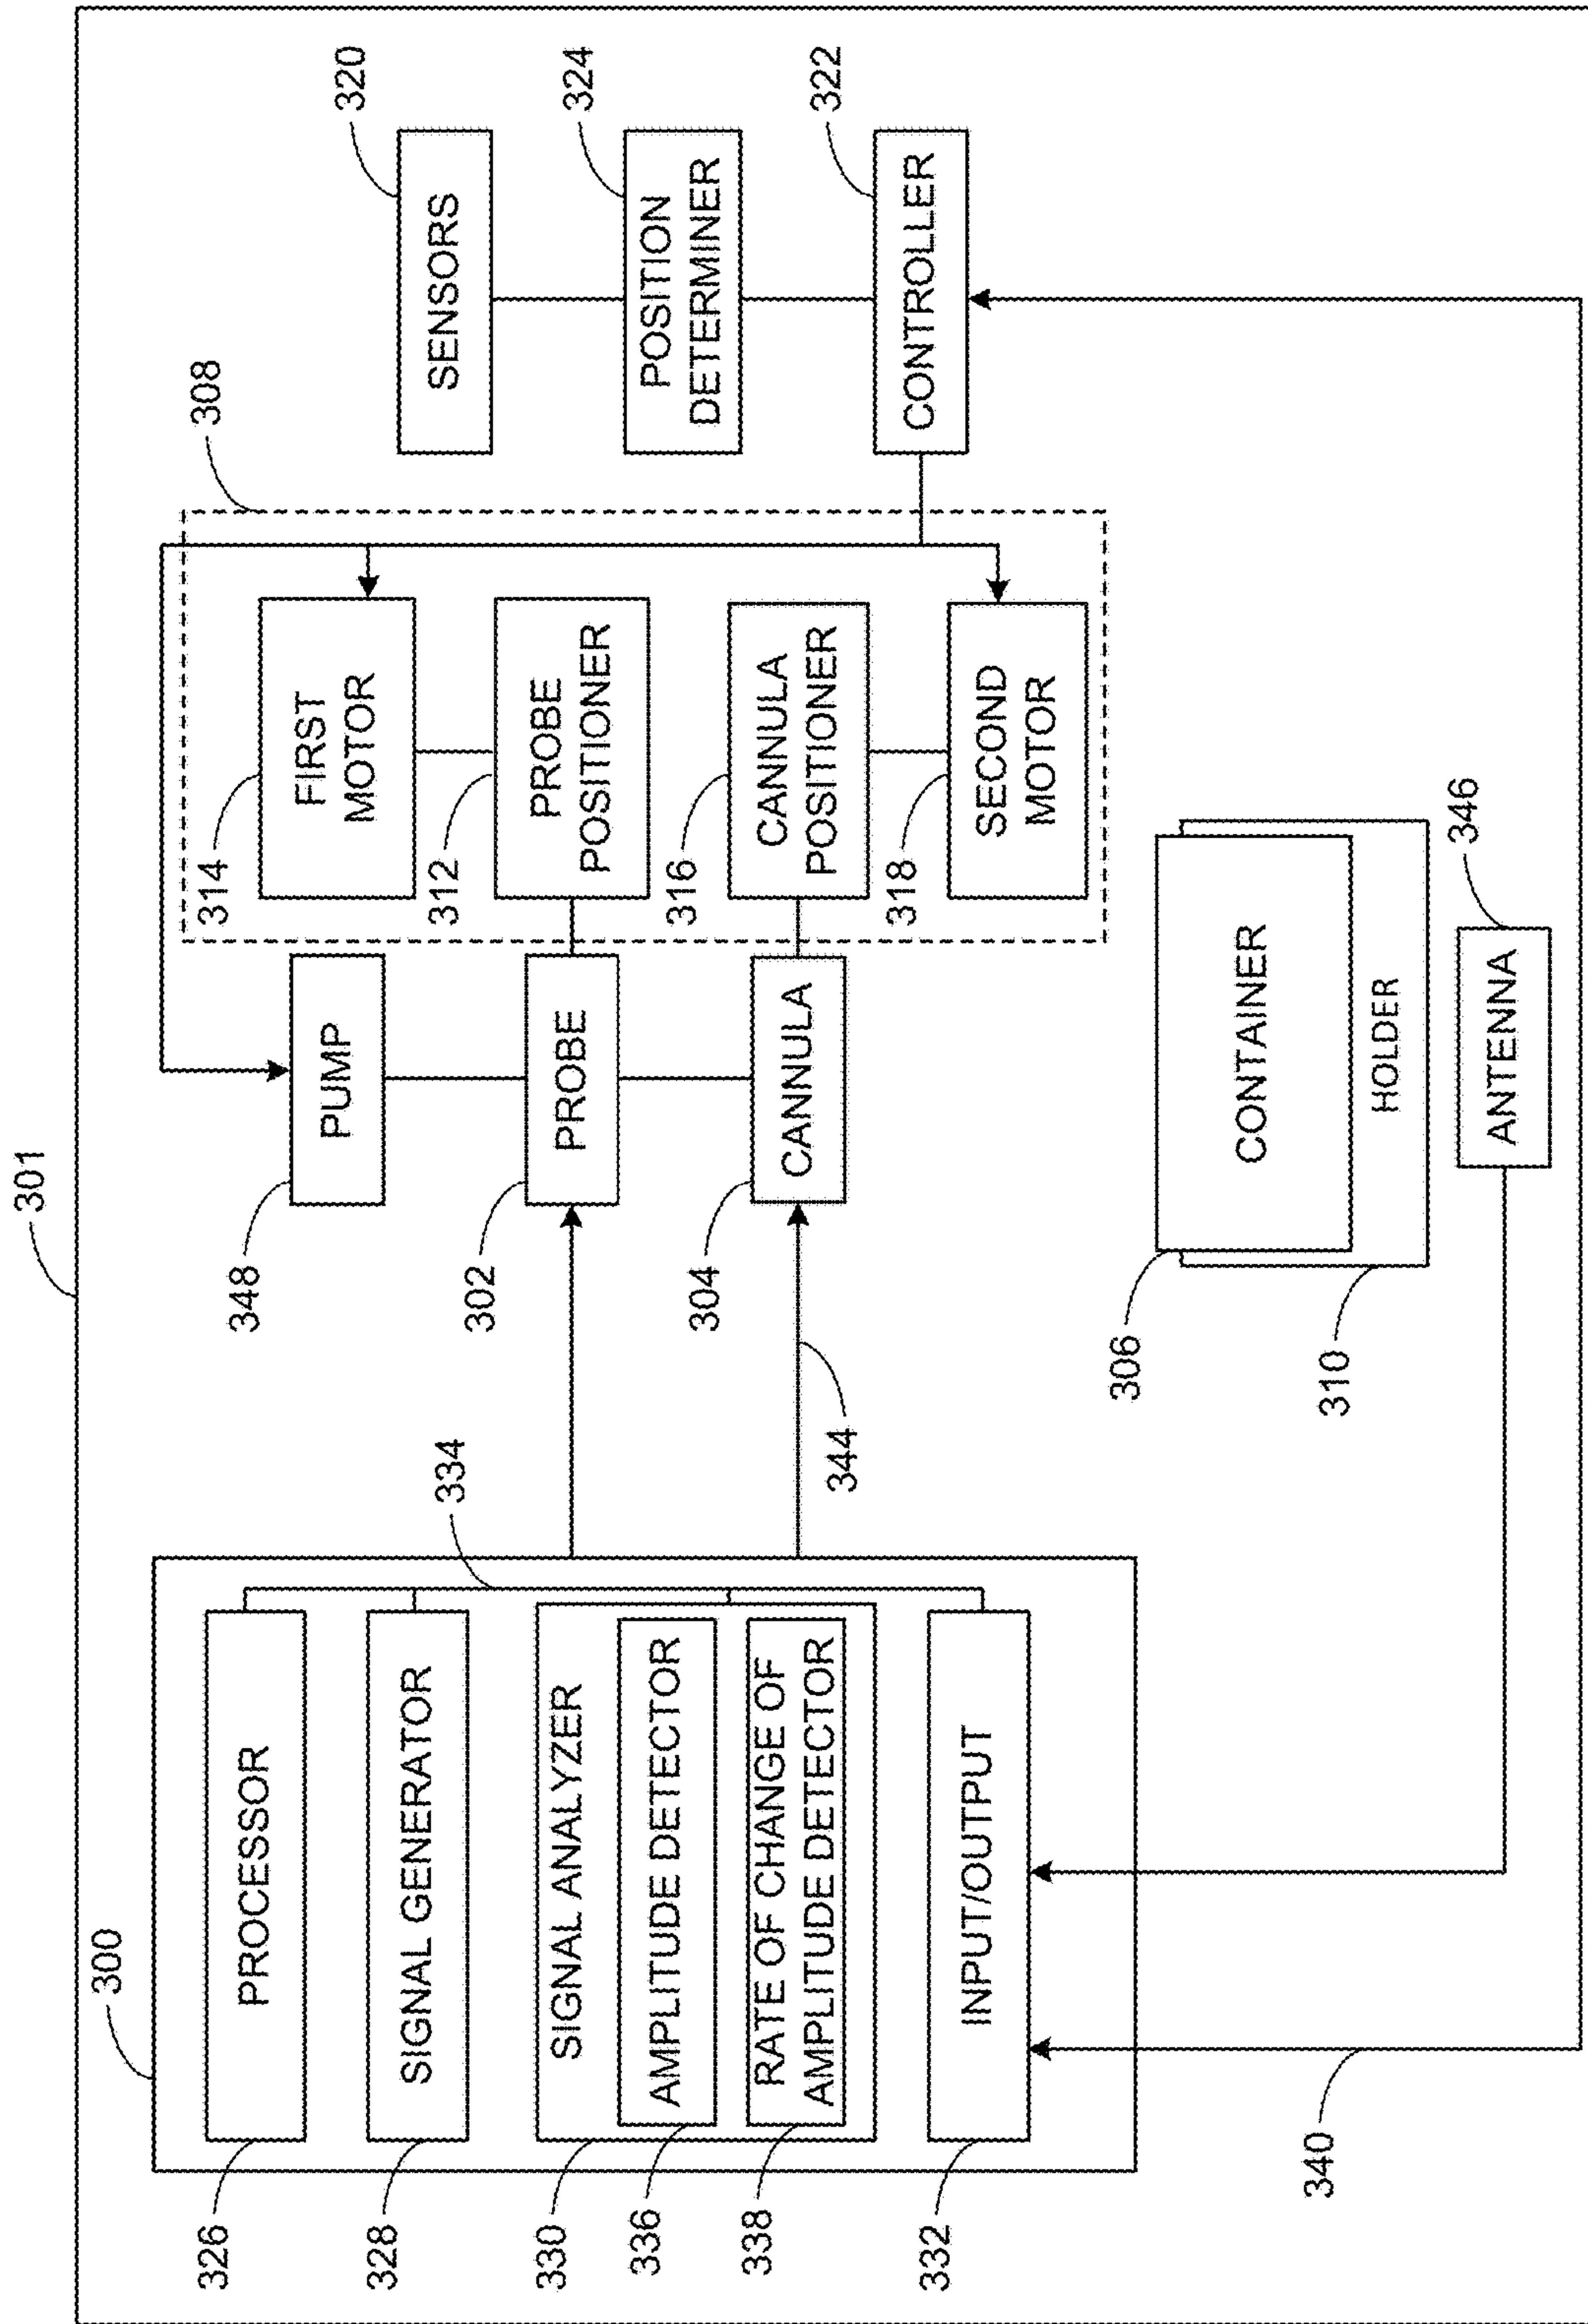 301
300
326
PROCESSOR
328
SIGNAL GENERATOR
330
SIGNAL ANALYZER
336
AMPLITUDE DETECTOR
338
RATE OF CHANGE OF
AMPLITUDE DETECTOR
332
INPUT/OUTPUT
334
340
344
348
PUMP
302
PROBE
304
CANNULA
308
314
FIRST
MOTOR
312
PROBE
POSITIONER
316
CANNULA
POSITIONER
318
SECOND
MOTOR
320
SENSORS
324
POSITION
DETERMINER
322
CONTROLLER
306
CONTAINER
310
HOLDER
346
ANTENNA